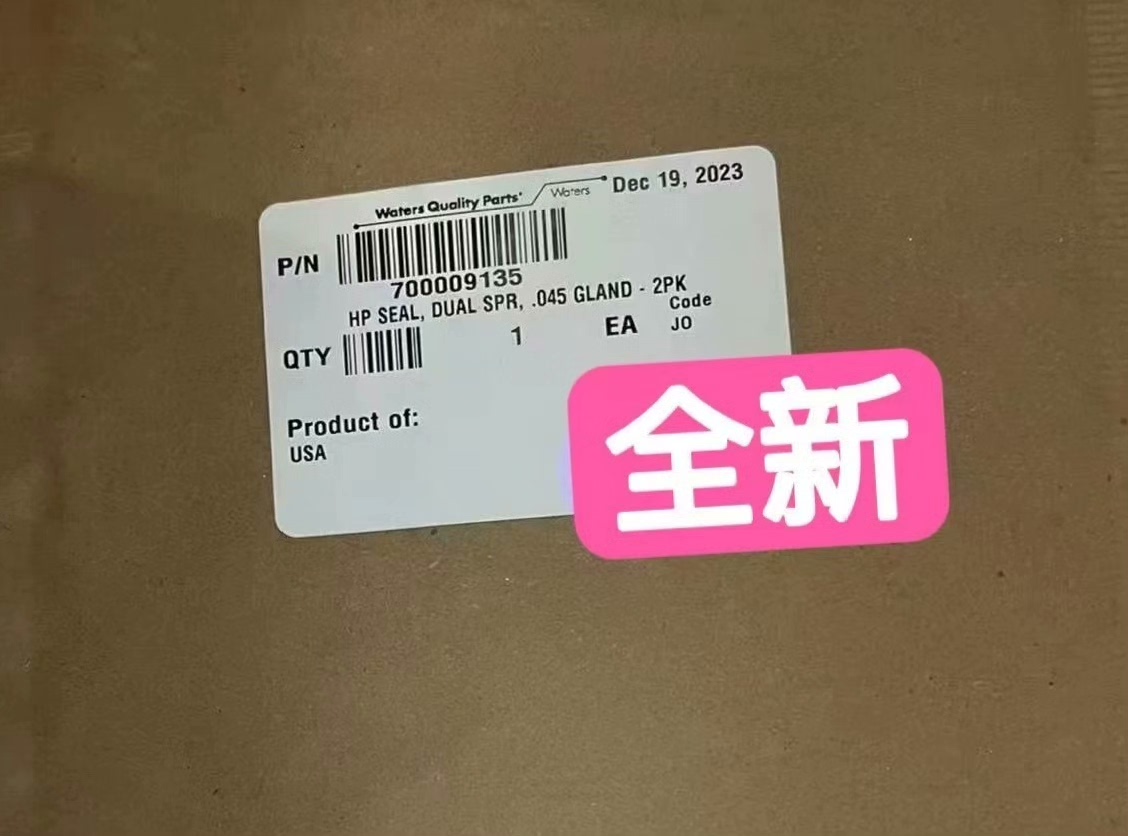 Waters Quality Parts' Waters Dec 19, 2023
P/N
700009135
HP SEAL, DUAL SPR, .045 GLAND - 2PK
QTY 1 EA Code
JO
Product of:
USA
全新